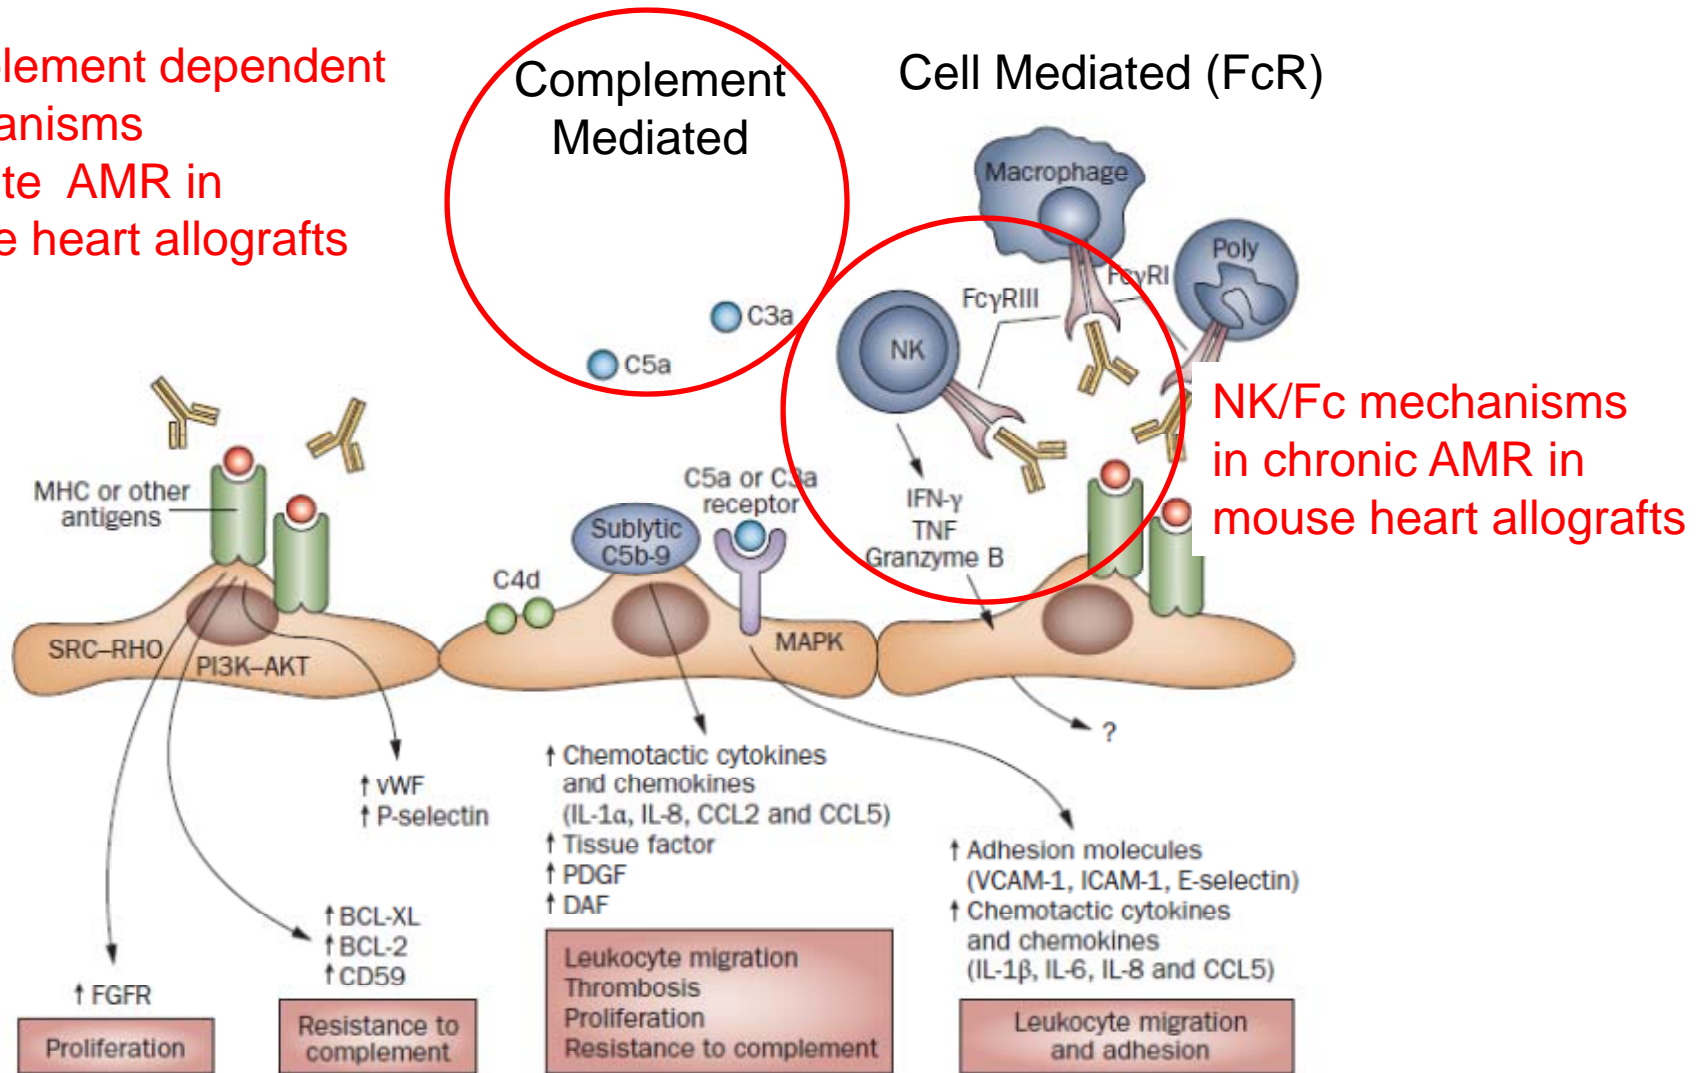 lement dependent
anisms
te AMR in
e heart allografts
Complement
Mediated
Cell Mediated (FcR)
Macrophage
Poly
FcγRI
FcγRIII
NK
C3a
C5a
NK/Fc mechanisms
in chronic AMR in
mouse heart allografts
MHC or other
antigens
C5a or C3a
receptor
IFN-γ
TNF
Granzyme B
Sublytic
C5b-9
C4d
MAPK
SRC–RHO
PI3K–AKT
?
↑ vWF
↑ P-selectin
↑ Chemotactic cytokines
and chemokines
(IL-1α, IL-8, CCL2 and CCL5)
↑ Tissue factor
↑ PDGF
↑ DAF
↑ Adhesion molecules
(VCAM-1, ICAM-1, E-selectin)
↑ Chemotactic cytokines
and chemokines
(IL-1β, IL-6, IL-8 and CCL5)
↑ BCL-XL
↑ BCL-2
↑ CD59
↑ FGFR
Proliferation
Resistance to
complement
Leukocyte migration
Thrombosis
Proliferation
Resistance to complement
Leukocyte migration
and adhesion